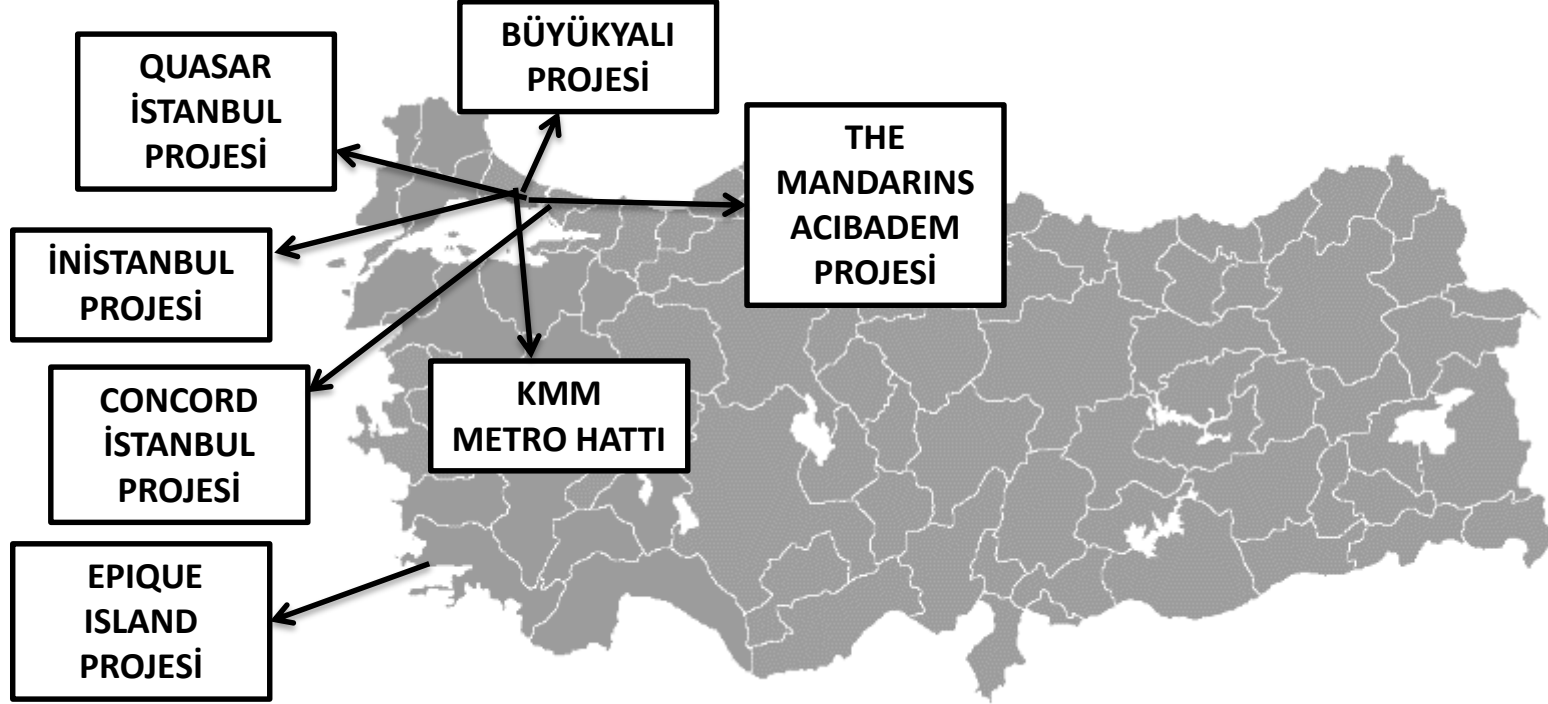 QUASAR
İSTANBUL
PROJESİ
BÜYÜKYALI
PROJESİ
THE
MANDARINS
ACIBADEM
PROJESİ
İNİSTANBUL
PROJESİ
CONCORD
İSTANBUL
PROJESİ
KMM
METRO HATTI
EPIQUE
ISLAND
PROJESİ